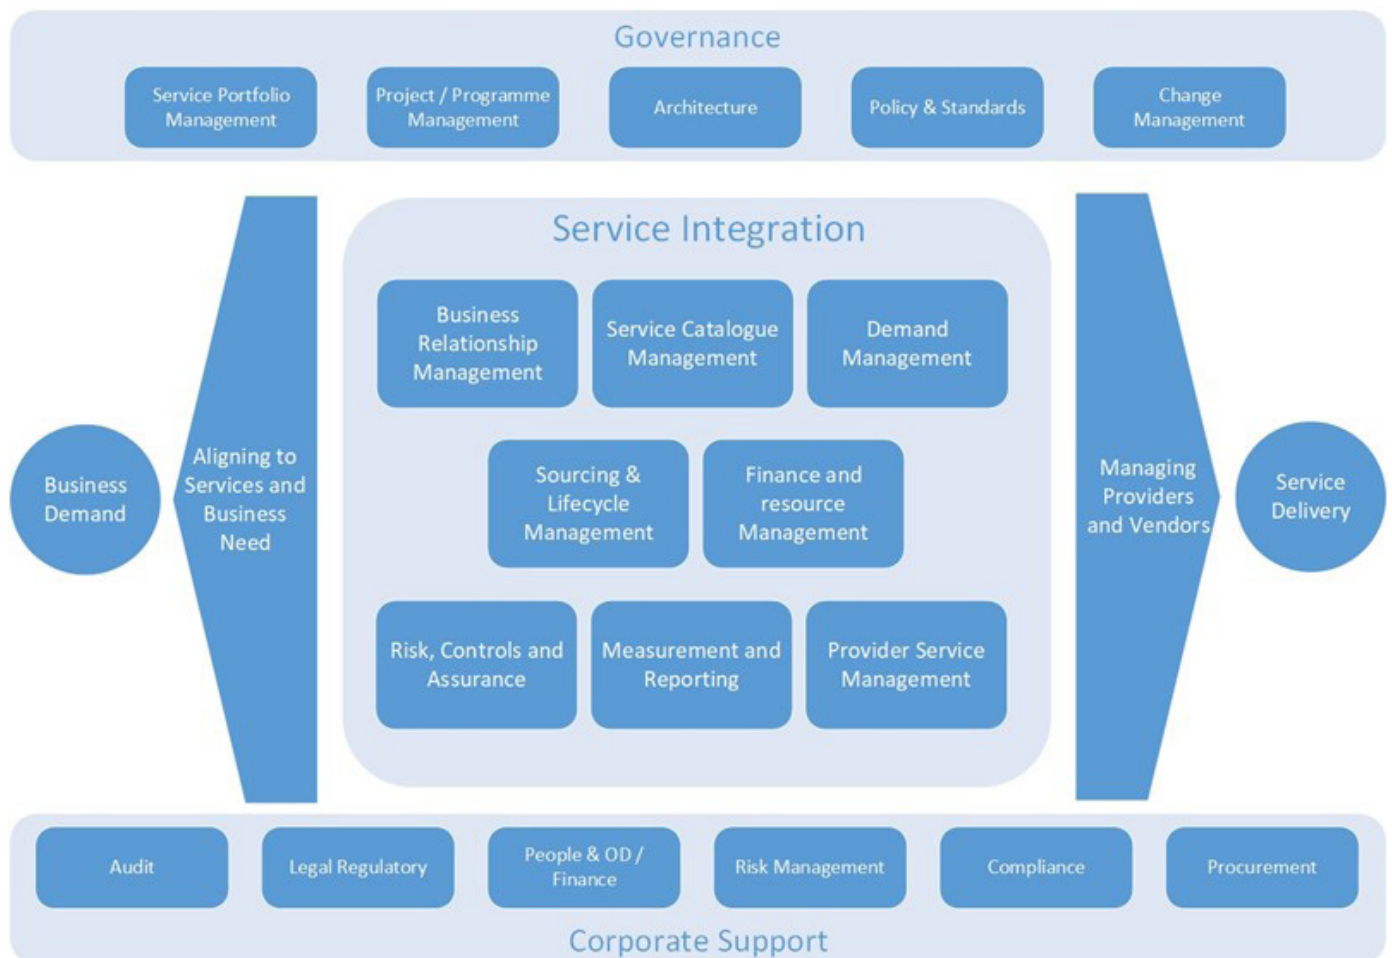 Governance
Service Portfolio
Management
Project / Programme
Management
Architecture
Policy & Standards
Change
Management
Service Integration
Business
Relationship
Management
Service Catalogue
Management
Demand
Management
Business
Demand
Aligning to
Services and
Business
Need
Sourcing &
Lifecycle
Management
Finance and
resource
Management
Managing
Providers
and Vendors
Service
Delivery
Risk, Controls and
Assurance
Measurement and
Reporting
Provider Service
Management
Audit
Legal Regulatory
People & OD /
Finance
Risk Management
Compliance
Procurement
Corporate Support